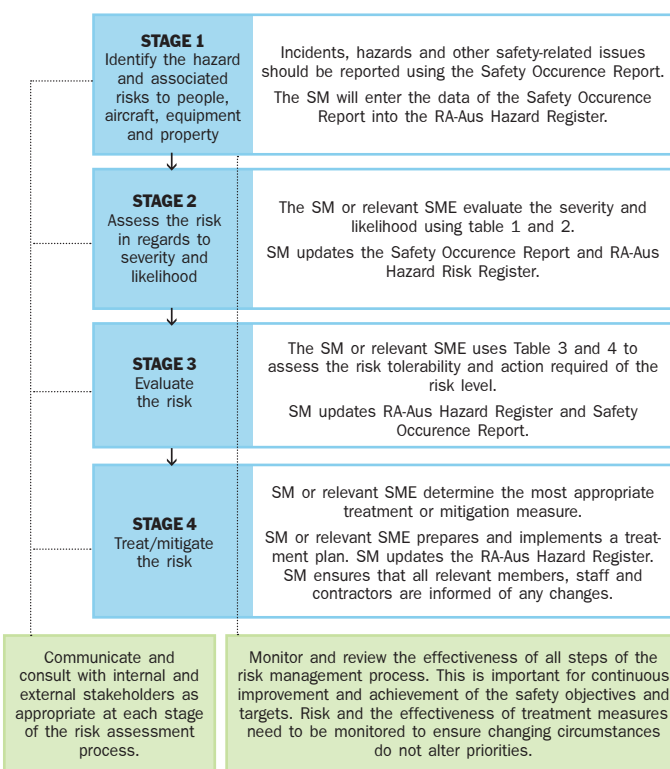 STAGE 1
Identify the hazard
and associated
risks to people,
aircraft, equipment
and property
Incidents, hazards and other safety-related issues
should be reported using the Safety Occurence Report.
The SM will enter the data of the Safety Occurence
Report into the RA-Aus Hazard Register.
STAGE 2
Assess the risk
in regards to
severity and
likelihood
The SM or relevant SME evaluate the severity and
likelihood using table 1 and 2.
SM updates the Safety Occurence Report and RA-Aus
Hazard Risk Register.
STAGE 3
Evaluate
the risk
The SM or relevant SME uses Table 3 and 4 to
assess the risk tolerability and action required of the
risk level.
SM updates RA-Aus Hazard Register and Safety
Occurence Report.
STAGE 4
Treat/mitigate
the risk
SM or relevant SME determine the most appropriate
treatment or mitigation measure.
SM or relevant SME prepares and implements a treat-
ment plan. SM updates the RA-Aus Hazard Register.
SM ensures that all relevant members, staff and
contractors are informed of any changes.
Communicate and
consult with internal and
external stakeholders as
appropriate at each stage
of the risk assessment
process.
Monitor and review the effectiveness of all steps of the
risk management process. This is important for continuous
improvement and achievement of the safety objectives and
targets. Risk and the effectiveness of treatment measures
need to be monitored to ensure changing circumstances
do not alter priorities.